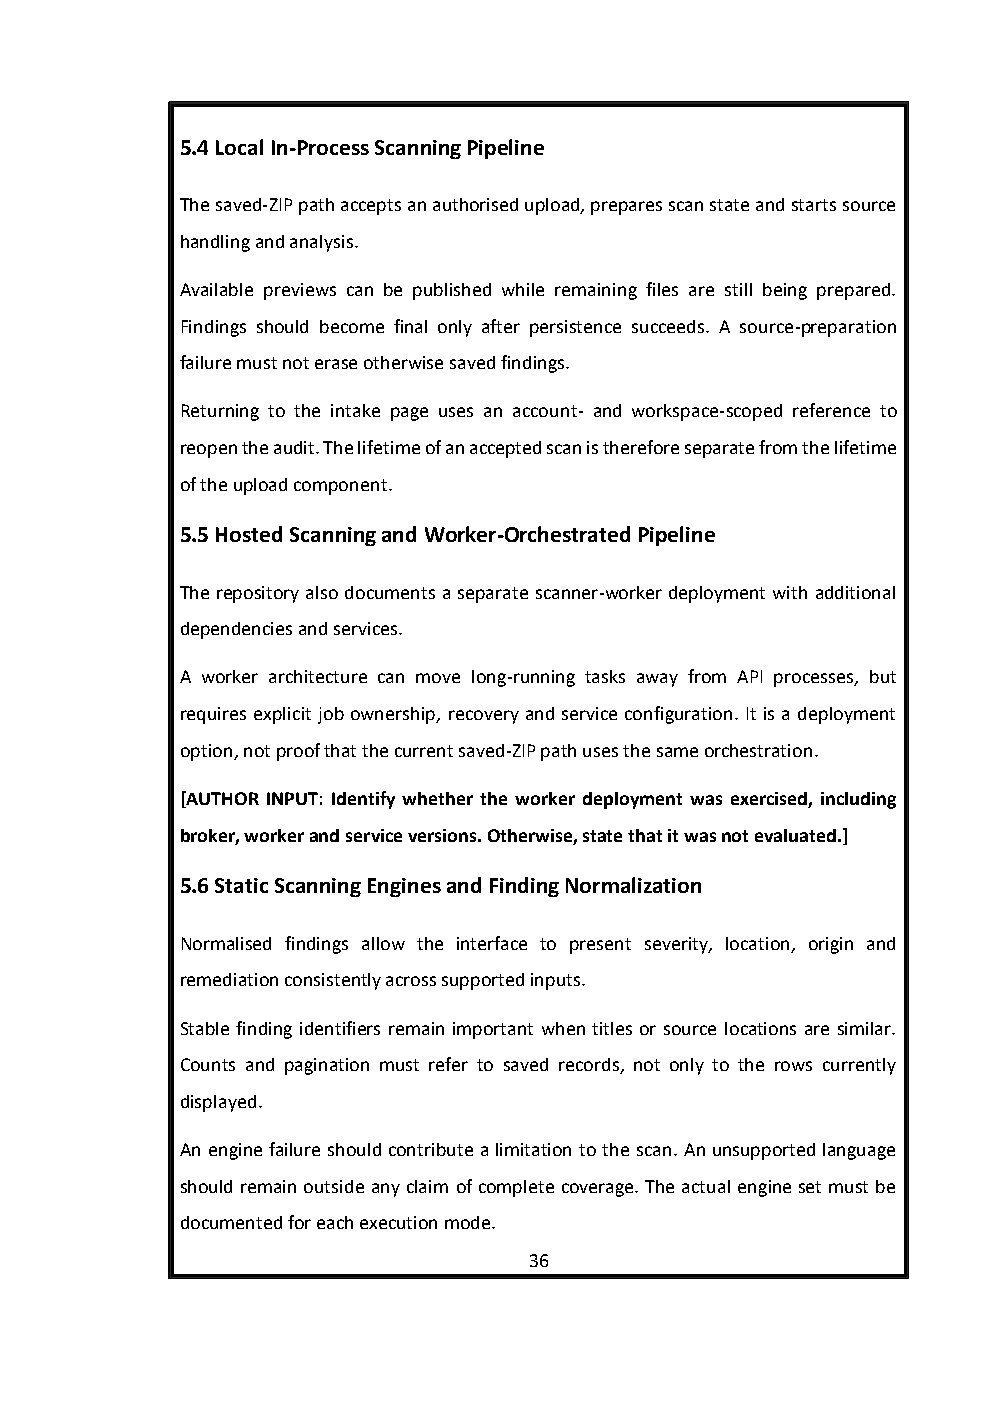 5.4 Local In-Process Scanning Pipeline
The saved-ZIP path accepts an authorised upload, prepares scan state and starts source
handling and analysis.
Available previews can be published while remaining files are still being prepared.
Findings should become final only after persistence succeeds. A source-preparation
failure must not erase otherwise saved findings.
Returning to the intake page uses an account- and workspace-scoped reference to
reopen the audit. The lifetime of an accepted scan is therefore separate from the lifetime
of the upload component.
5.5 Hosted Scanning and Worker-Orchestrated Pipeline
The repository also documents a separate scanner-worker deployment with additional
dependencies and services.
A worker architecture can move long-running tasks away from API processes, but
requires explicit job ownership, recovery and service configuration. It is a deployment
option, not proof that the current saved-ZIP path uses the same orchestration.
[AUTHOR INPUT: Identify whether the worker deployment was exercised, including
broker, worker and service versions. Otherwise, state that it was not evaluated.]
5.6 Static Scanning Engines and Finding Normalization
Normalised findings allow the interface to present severity, location, origin and
remediation consistently across supported inputs.
Stable finding identifiers remain important when titles or source locations are similar.
Counts and pagination must refer to saved records, not only to the rows currently
displayed.
An engine failure should contribute a limitation to the scan. An unsupported language
should remain outside any claim of complete coverage. The actual engine set must be
documented for each execution mode.
36